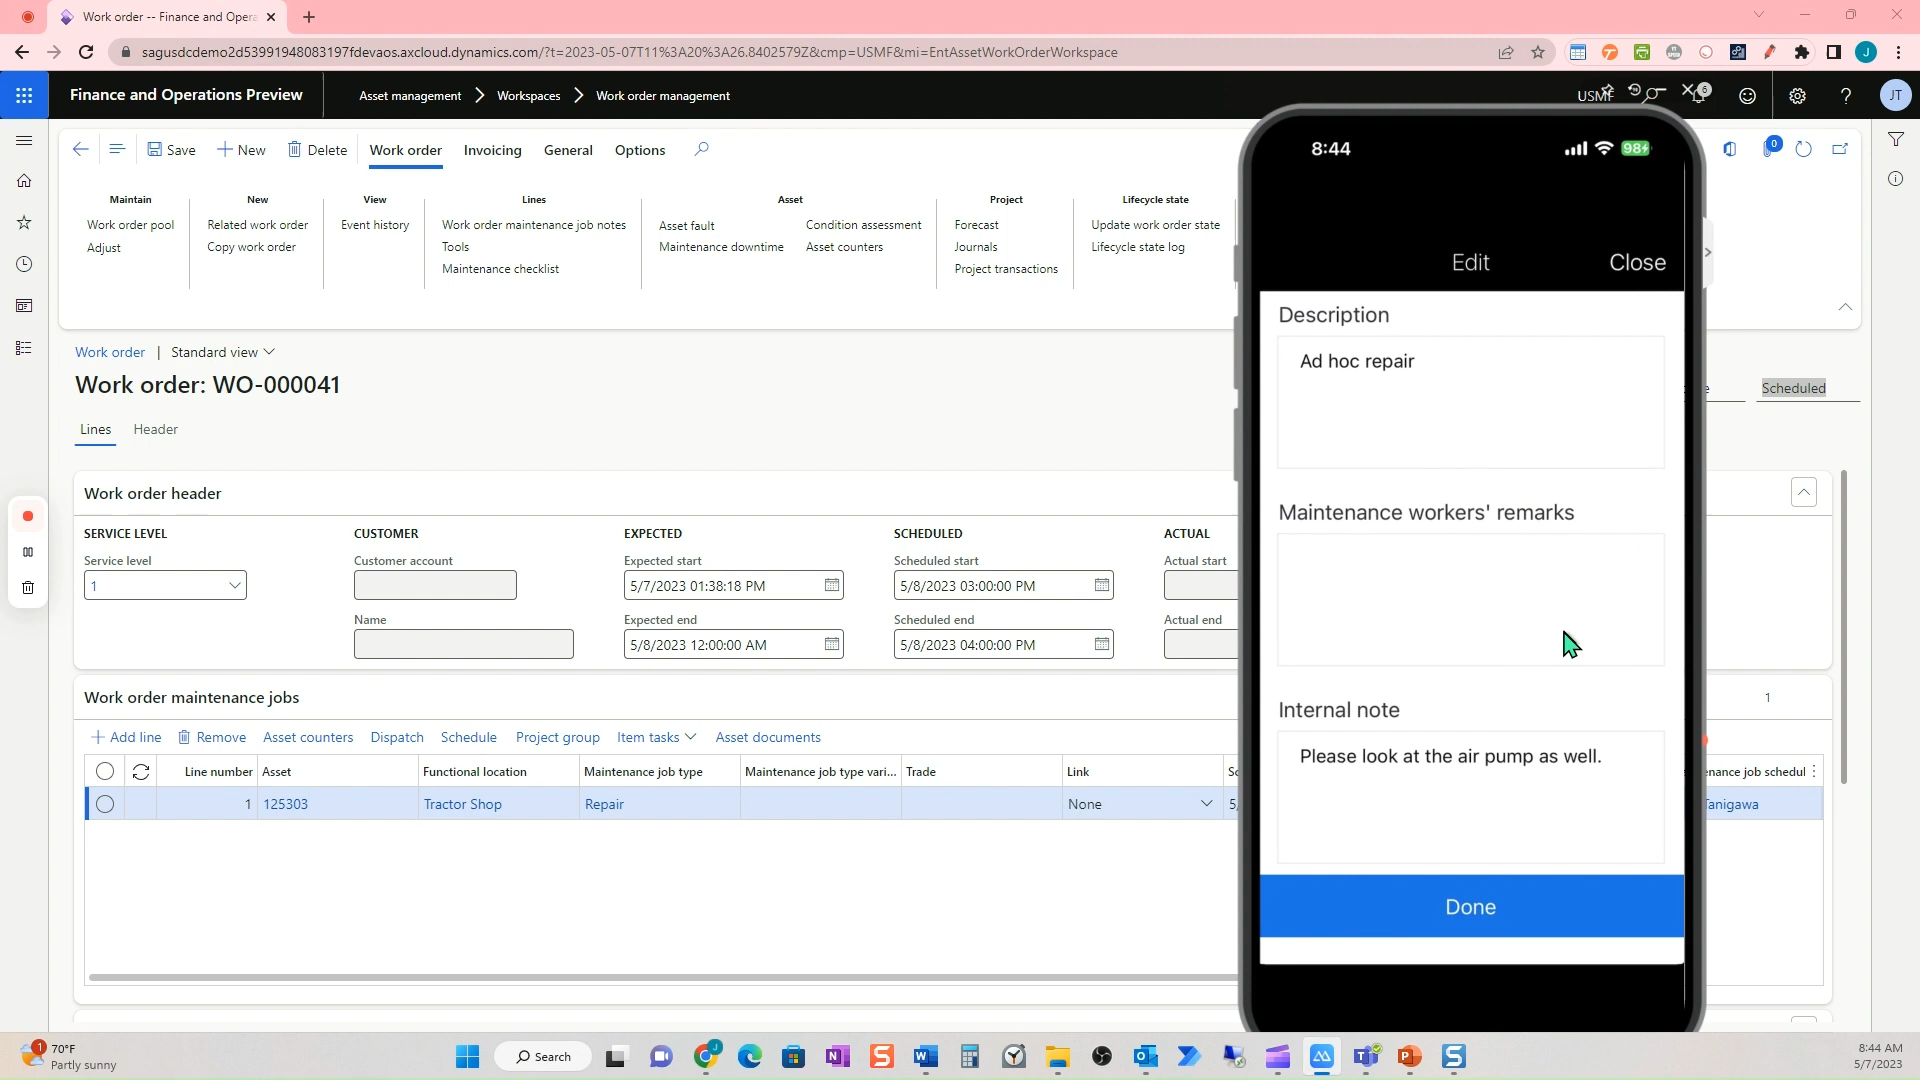 Work order -- Finance and Opera
sagusdcdemo2d53991948083197fdevaos.axcloud.dynamics.com/?t=2023-05-07T11%3A20%3A26.8402579Z&cmp=USMF&mi=EntAssetWorkOrderWorkspace
J
Finance and Operations Preview
Asset management > Workspaces > Work order management
USMF
6
?
JT
Save
New
Delete
Work order
Invoicing
General
Options
0
Maintain
Work order pool
Adjust
New
Related work order
Copy work order
View
Event history
Lines
Work order maintenance job notes
Tools
Maintenance checklist
Asset
Asset fault
Maintenance downtime
Condition assessment
Asset counters
Project
Forecast
Journals
Project transactions
Lifecycle state
Update work order state
Lifecycle state log
Work order | Standard view
Work order: WO-000041
Scheduled
Lines
Header
Work order header
SERVICE LEVEL
Service level
1
CUSTOMER
Customer account
Name
EXPECTED
Expected start
5/7/2023 01:38:18 PM
Expected end
5/8/2023 12:00:00 AM
SCHEDULED
Scheduled start
5/8/2023 03:00:00 PM
Scheduled end
5/8/2023 04:00:00 PM
ACTUAL
Actual start
Actual end
Work order maintenance jobs
1
Add line
Remove
Asset counters
Dispatch
Schedule
Project group
Item tasks
Asset documents
Line number Asset Functional location Maintenance job type Maintenance job type vari... Trade Link Sc enance job schedul
1 125303 Tractor Shop Repair None 5/ Tanigawa
8:44
98
Edit
Close
Description
Ad hoc repair
Maintenance workers' remarks
Internal note
Please look at the air pump as well.
Done
1
70°F
Partly sunny
Search
8:44 AM
5/7/2023